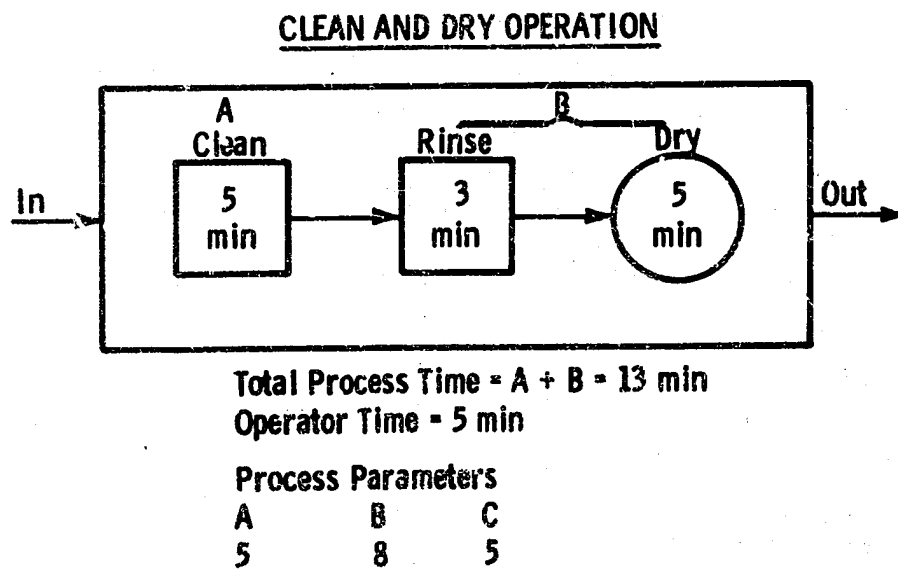 CLEAN AND DRY OPERATION
A
Clean
5
min
Rinse
3
min
B
Dry
5
min
In
Out
Total Process Time = A + B = 13 min
Operator Time = 5 min
Process Parameters
A B C
5 8 5